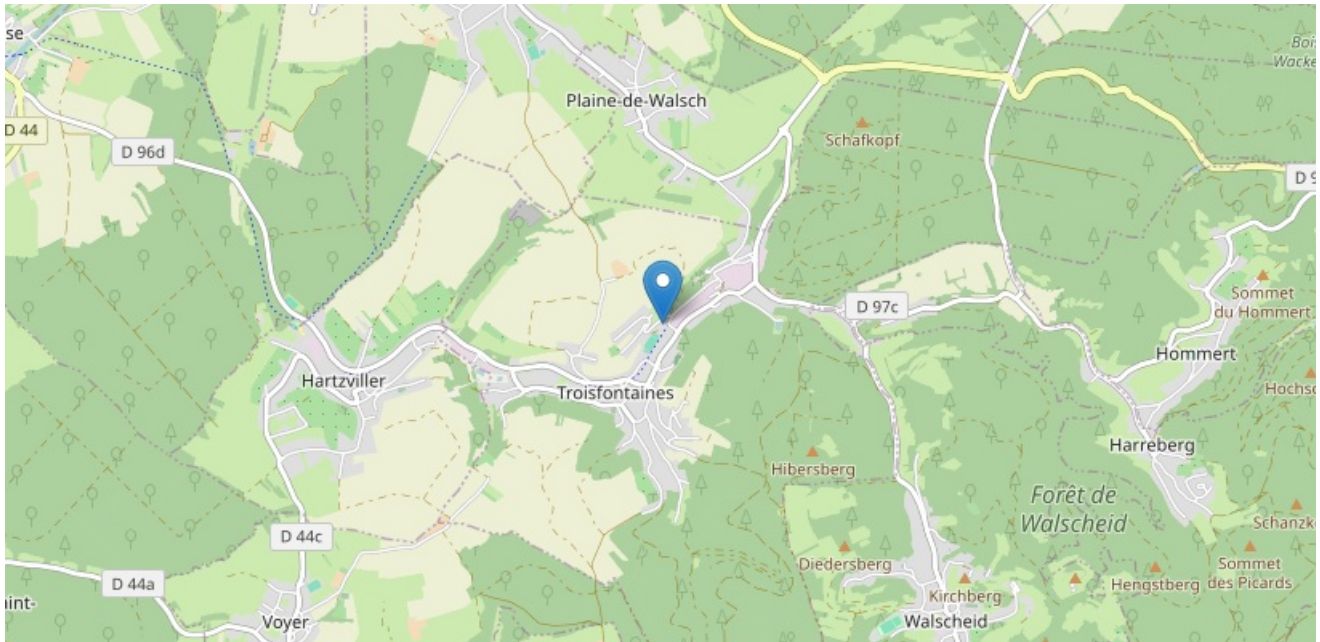 se
Bois
Wacke
Plaine-de-Walsch
D 44
Schafkopf
D 96d
D 9
Sommet
du Hommert
D 97c
Hommert
Hartzviller
Troisfontaines
Hochsc
Harreberg
Hibersberg
Forêt de
Walscheid
Schanzk
D 44c
Diedersberg
Sommet
des Picards
Hengstberg
D 44a
Kirchberg
aint-
Voyer
Walscheid